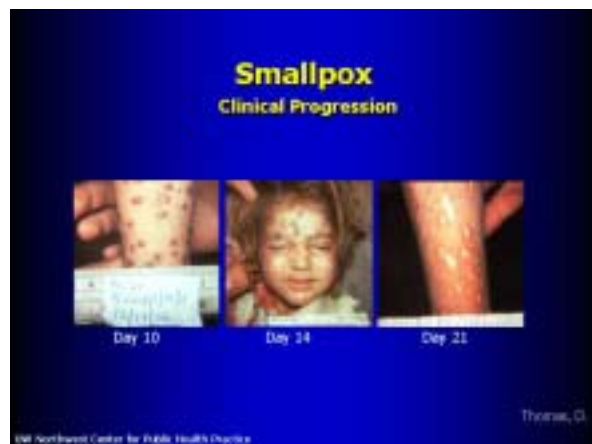 Smallpox
Clinical Progression
Day 10
Day 14
Day 21
Thomas, D.
UW Northwest Center for Public Health Practice